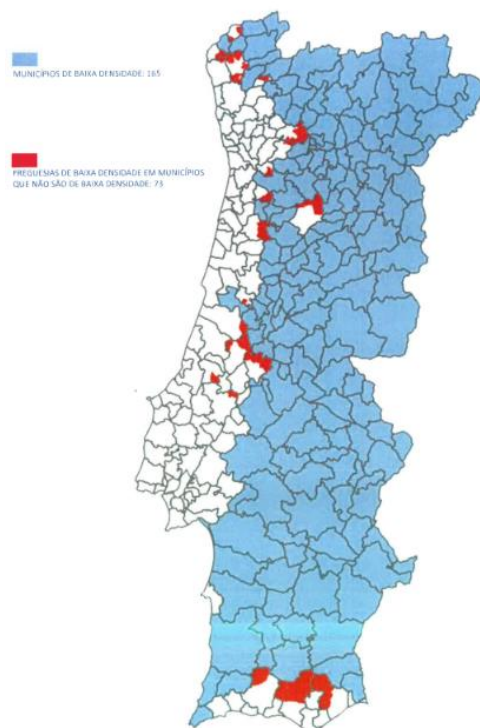 MUNICÍPIOS DE BAIXA DENSIDADE: 165
FREGUESIAS DE BAIXA DENSIDADE EM MUNICÍPIOS
QUE NÃO SÃO DE BAIXA DENSIDADE: 73